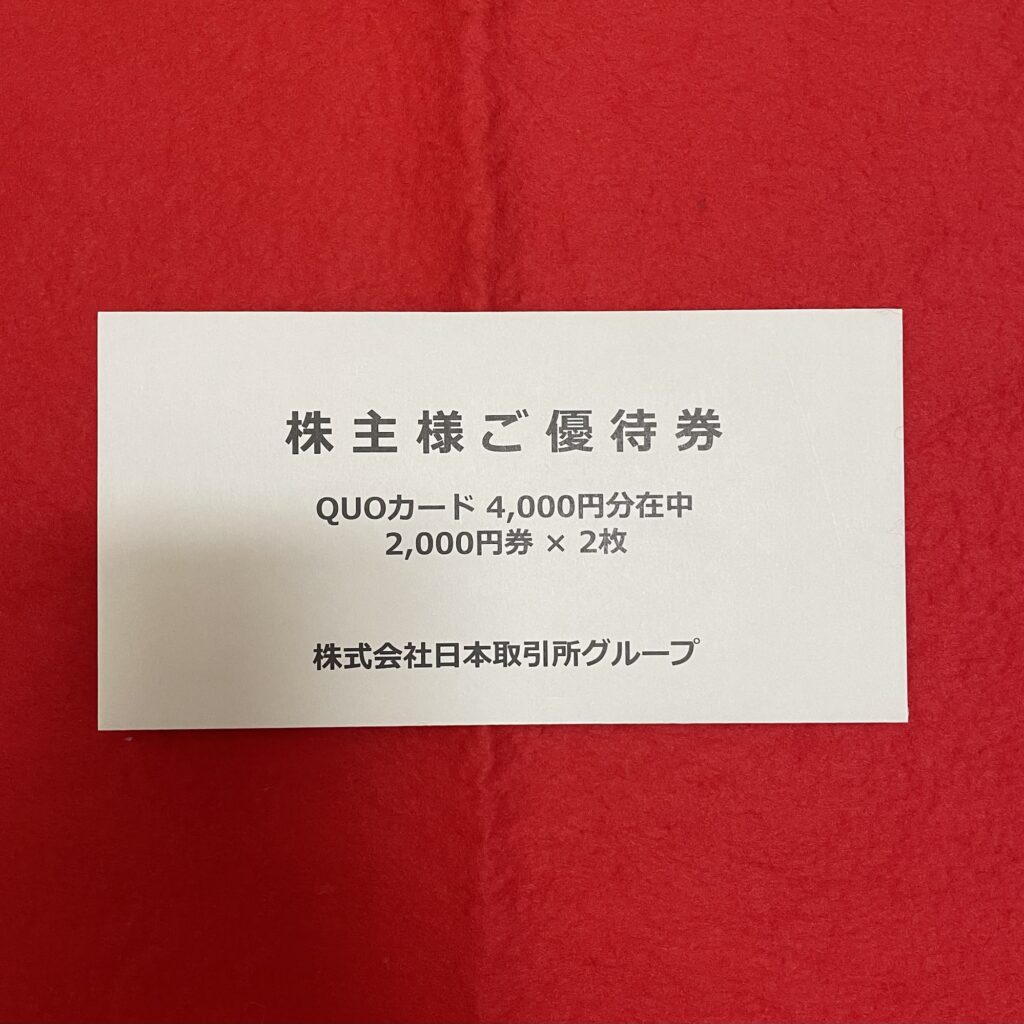 株主様ご優待券
QUOカード 4,000円分在中
2,000円券 × 2枚
株式会社日本取引所グループ